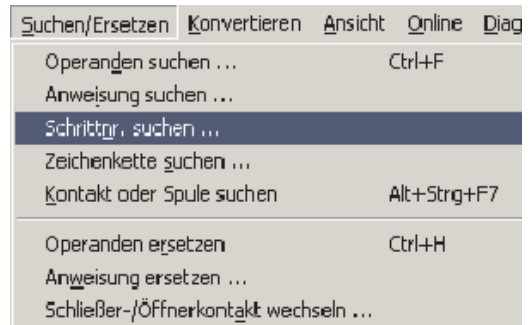 Suchen/Ersetzen Konvertieren Ansicht Online Diag
Operanden suchen ... Ctrl+F
Anweisung suchen ...
Schrittnr. suchen ...
Zeichenkette suchen ...
Kontakt oder Spule suchen Alt+Strg+F7
Operanden ersetzen Ctrl+H
Anweisung ersetzen ...
Schließer-/Öffnerkontakt wechseln ...